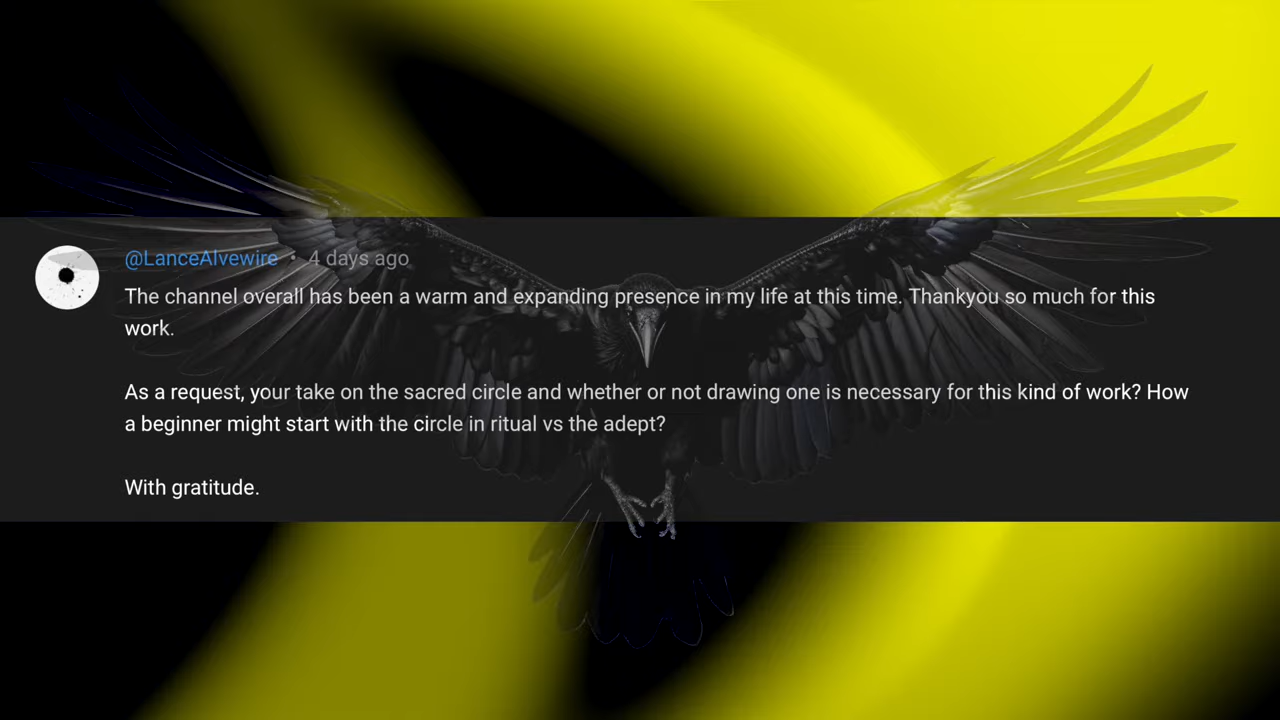 @LanceAlvewire • 4 days ago
The channel overall has been a warm and expanding presence in my life at this time. Thankyou so much for this
work.
As a request, your take on the sacred circle and whether or not drawing one is necessary for this kind of work? How
a beginner might start with the circle in ritual vs the adept?
With gratitude.